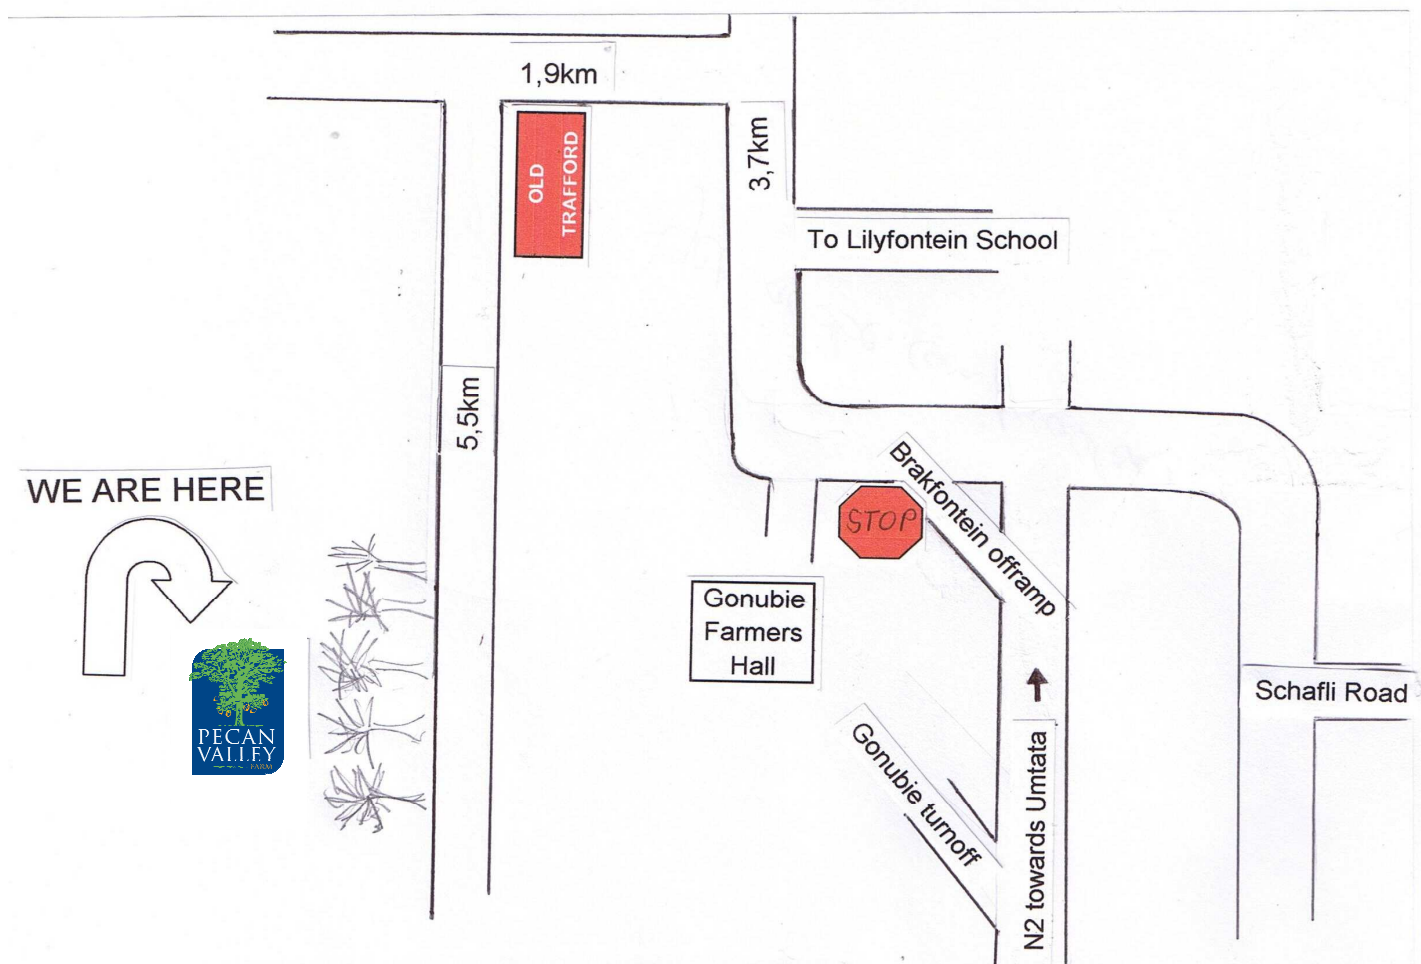 1,9km
OLD
TRAFFORD
3,7km
To Lilyfontein School
5,5km
WE ARE HERE
Brakfontein offramp
STOP
Gonubie
Farmers
Hall
PECAN
VALLEY
FARM
Schafli Road
Gonubie turnoff
N2 towards Umtata